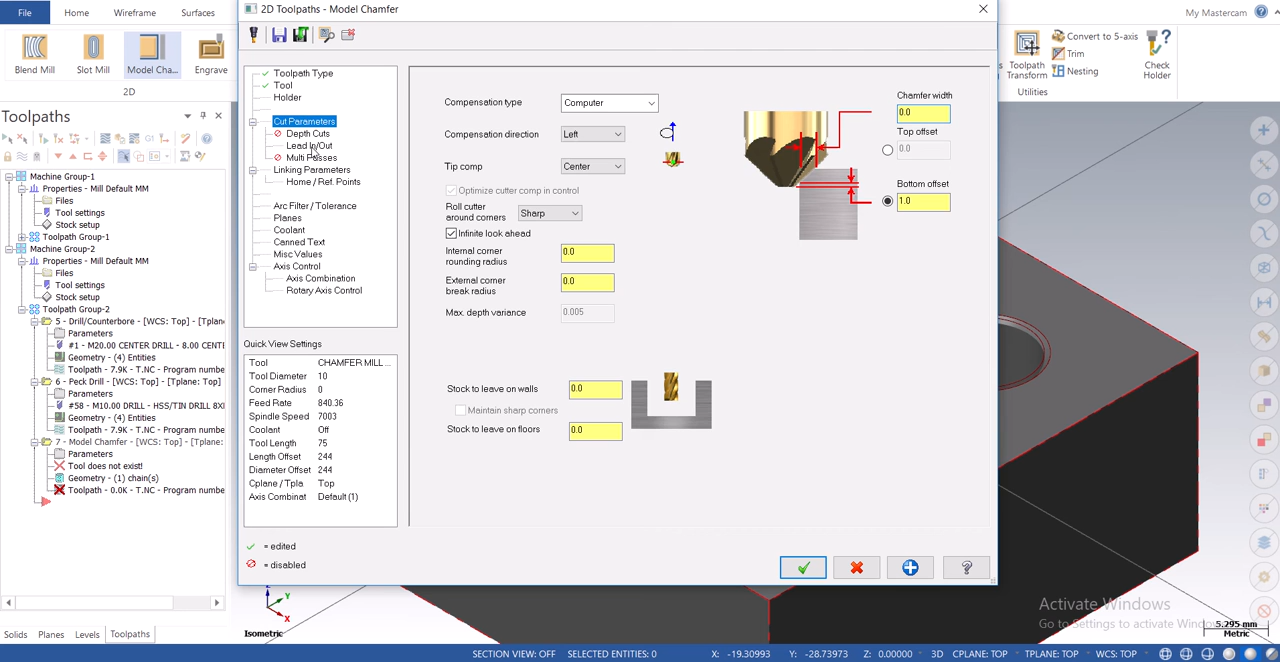 File
Home
Wireframe
Surfaces
Blend Mill
Slot Mill
Model Cha...
Engrave
2D
2D Toolpaths - Model Chamfer
My Mastercam
Convert to 5-axis
Trim
Nesting
Toolpath
Transform
Check
Holder
Utilities
Toolpaths
Machine Group-1
Properties - Mill Default MM
Files
Tool settings
Stock setup
Toolpath Group-1
Machine Group-2
Properties - Mill Default MM
Files
Tool settings
Stock setup
Toolpath Group-2
5 - Drill/Counterbore - [WCS: Top] - [Tplan
Parameters
#1 - M20.00 CENTER DRILL - 8.00 CENTE
Geometry - (4) Entities
Toolpath - 7.9K - T.NC - Program numbe
6 - Peck Drill - [WCS: Top] - [Tplane: Top]
Parameters
#58 - M10.00 DRILL - HSS/TIN DRILL 8X
Geometry - (4) Entities
Toolpath - 7.9K - T.NC - Program numbe
7 - Model Chamfer - [WCS: Top] - [Tplane:
Parameters
Tool does not exist!
Geometry - (1) chain(s)
Toolpath - 0.0K - T.NC - Program numbe
Solids
Planes
Levels
Toolpaths
Toolpath Type
Tool
Holder
Cut Parameters
Depth Cuts
Lead In/Out
Multi Passes
Linking Parameters
Home / Ref. Points
Arc Filter / Tolerance
Planes
Coolant
Canned Text
Misc Values
Axis Control
Axis Combination
Rotary Axis Control
Quick View Settings
Tool CHAMFER MILL ...
Tool Diameter 10
Corner Radius 0
Feed Rate 840.36
Spindle Speed 7003
Coolant Off
Tool Length 75
Length Offset 244
Diameter Offset 244
Cplane / Tpla Top
Axis Combinat Default (1)
= edited
= disabled
Compensation type Computer
Compensation direction Left
Tip comp Center
Optimize cutter comp in control
Roll cutter
around corners Sharp
Infinite look ahead
Internal corner
rounding radius 0.0
External corner
break radius 0.0
Max. depth variance 0.005
Stock to leave on walls 0.0
Maintain sharp corners
Stock to leave on floors 0.0
Chamfer width
0.0
Top offset
0.0
Bottom offset
1.0
Y
X
Isometric
Activate Windows
Go to Settings to activate Windows
5.295 mm
Metric
SECTION VIEW: OFF SELECTED ENTITIES: 0 X: -19.30993 Y: -28.73973 Z: 0.00000 3D CPLANE: TOP TPLANE: TOP WCS: TOP